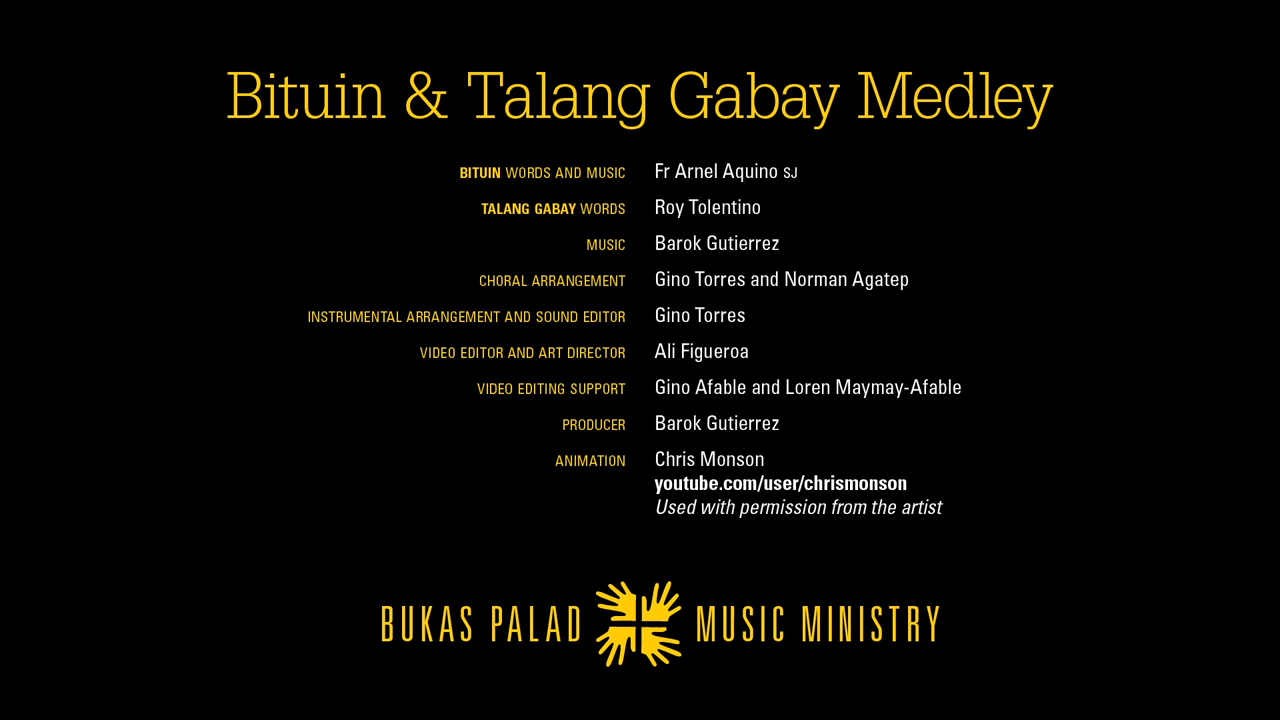 Bituin & Talang Gabay Medley
BITUIN WORDS AND MUSIC Fr Arnel Aquino SJ
TALANG GABAY WORDS Roy Tolentino
MUSIC Barok Gutierrez
CHORAL ARRANGEMENT Gino Torres and Norman Agatep
INSTRUMENTAL ARRANGEMENT AND SOUND EDITOR Gino Torres
VIDEO EDITOR AND ART DIRECTOR Ali Figueroa
VIDEO EDITING SUPPORT Gino Afable and Loren Maymay-Afable
PRODUCER Barok Gutierrez
ANIMATION Chris Monson
youtube.com/user/chrismonson
Used with permission from the artist
BUKAS PALAD MUSIC MINISTRY